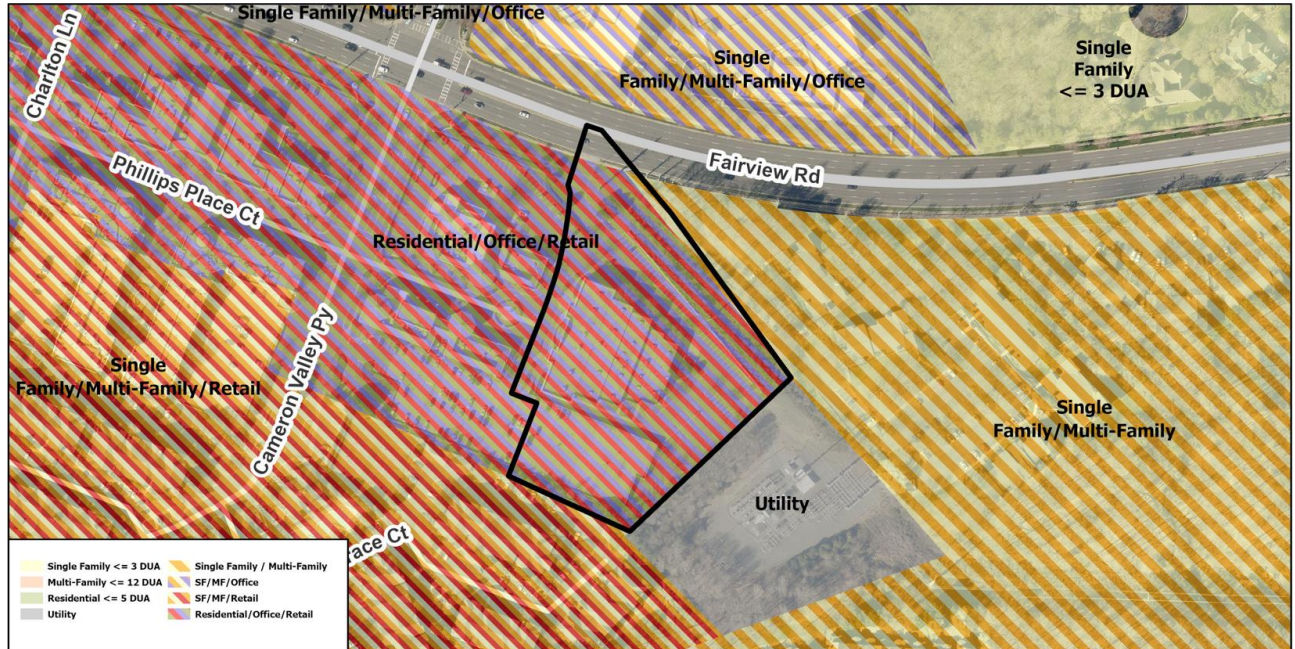 Single Family/Multi-Family/Office
Charlton Ln
Single
Family/Multi-Family/Office
Single
Family
<= 3 DUA
Fairview Rd
Phillips Place Ct
Residential/Office/Retail
Single
Family/Multi-Family/Retail
Cameron Valley Py
Single
Family/Multi-Family
Utility
race Ct
Single Family <= 3 DUA
Multi-Family <= 12 DUA
Residential <= 5 DUA
Utility
Single Family / Multi-Family
SF/MF/Office
SF/MF/Retail
Residential/Office/Retail